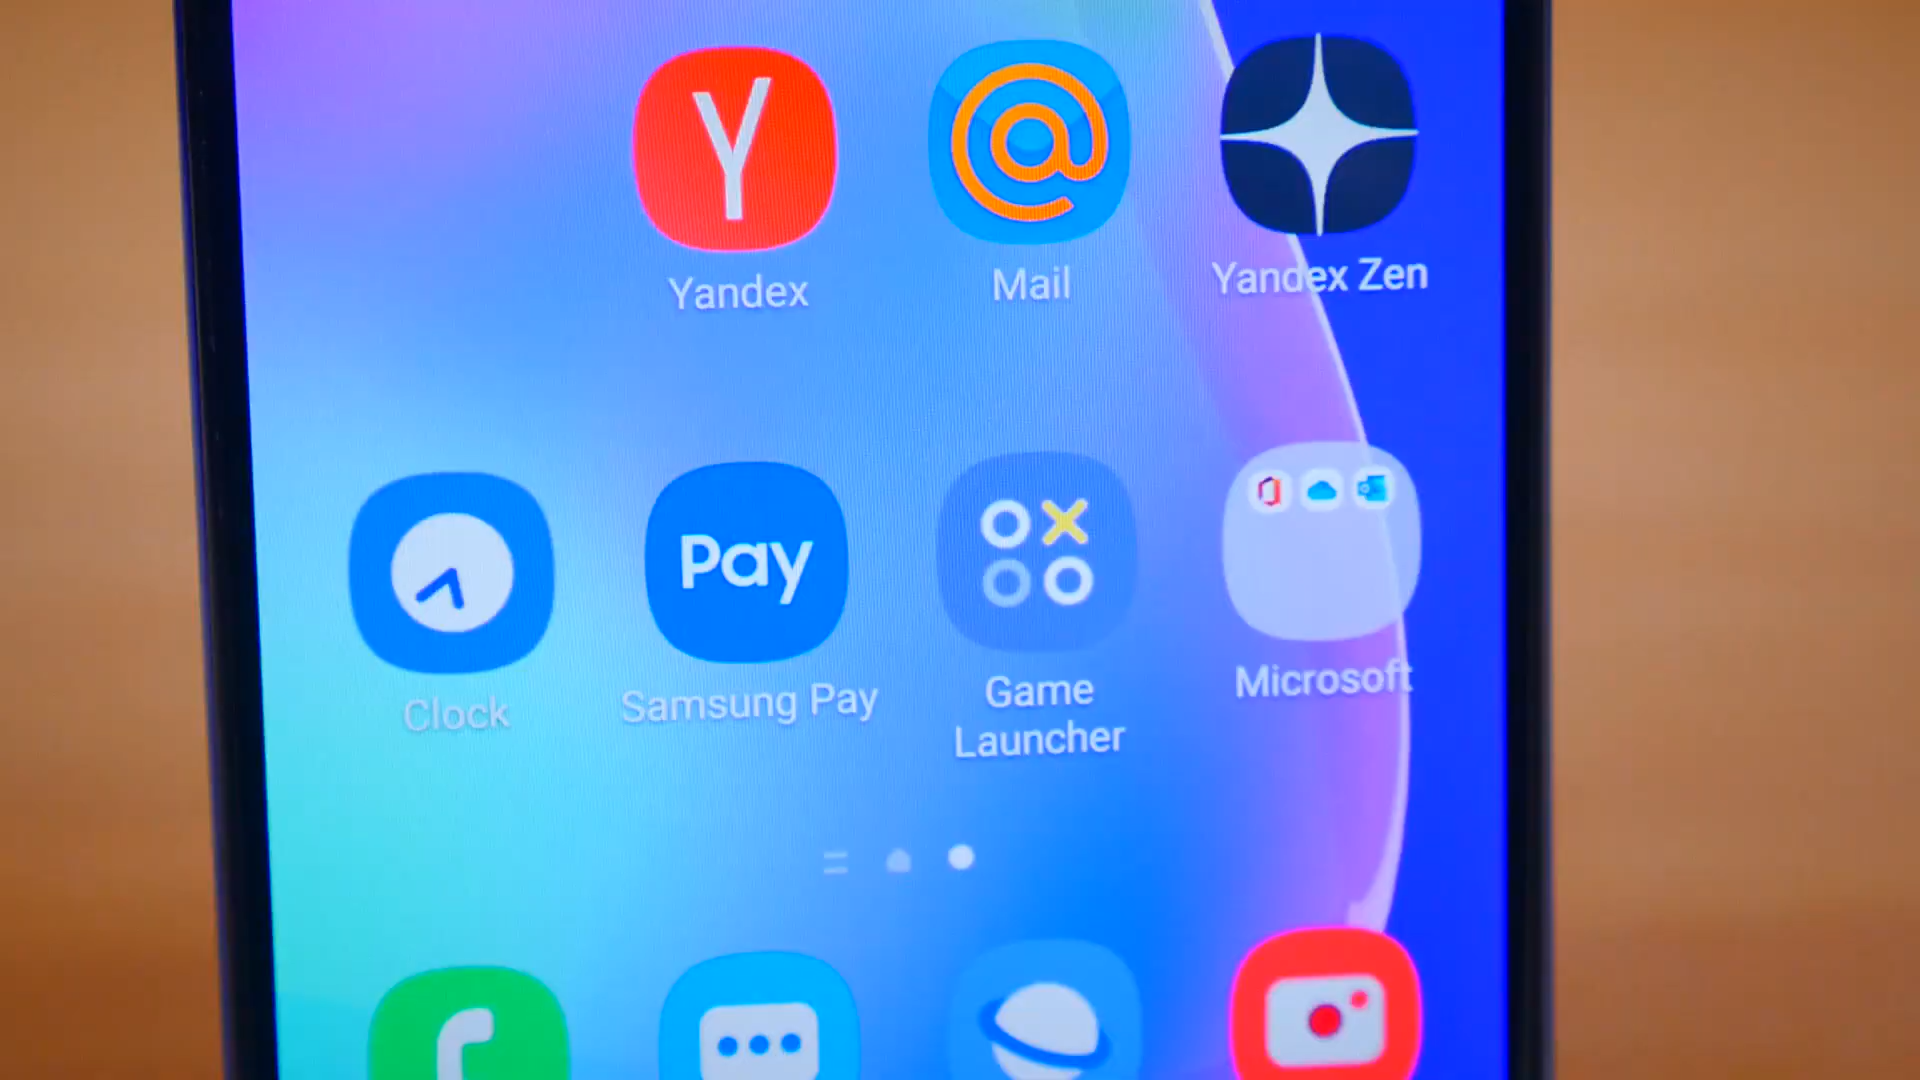 Y
@
Yandex
Mail
Yandex Zen
Pay
Clock
Samsung Pay
Game
Launcher
Microsoft